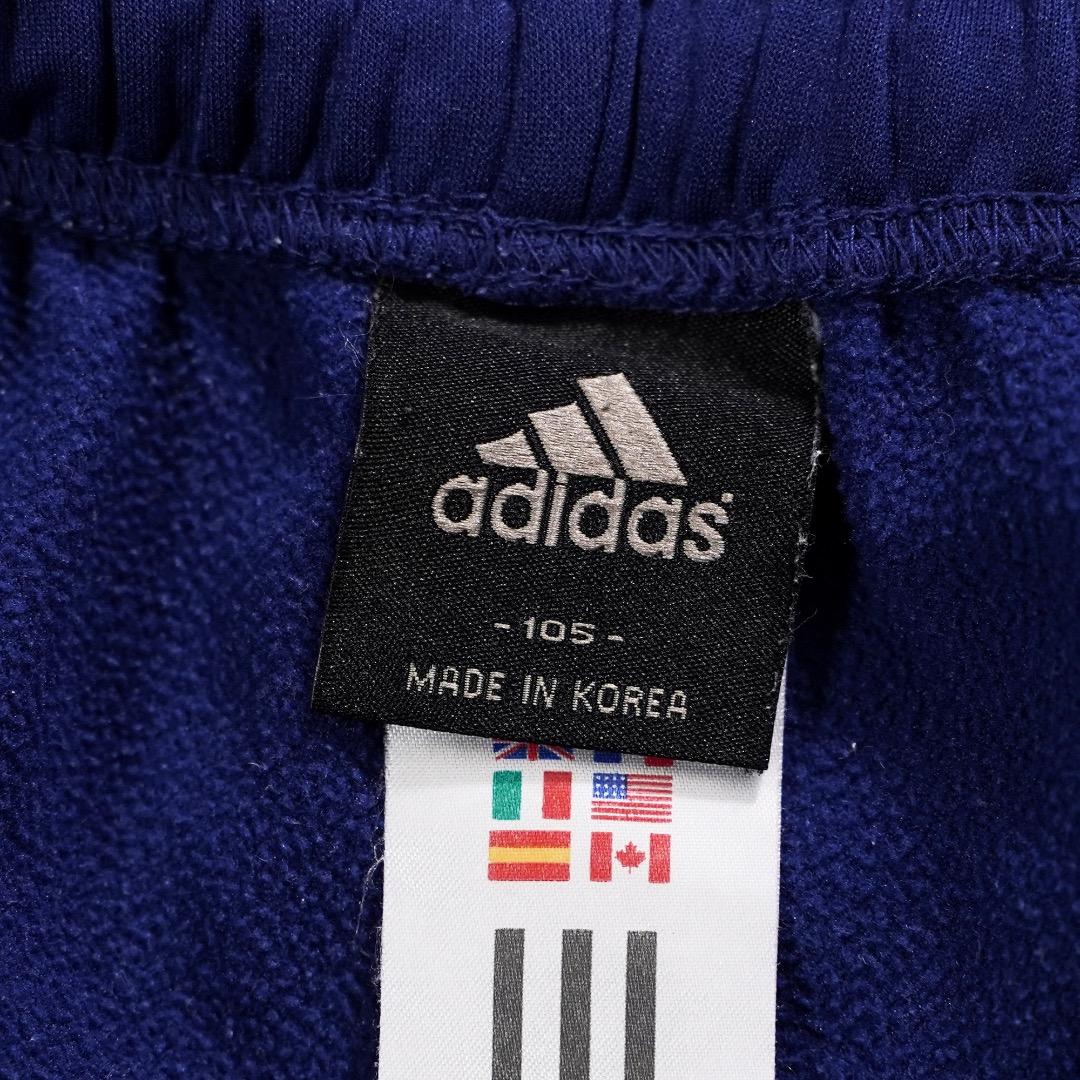 adidas
- 105 -
MADE IN KOREA